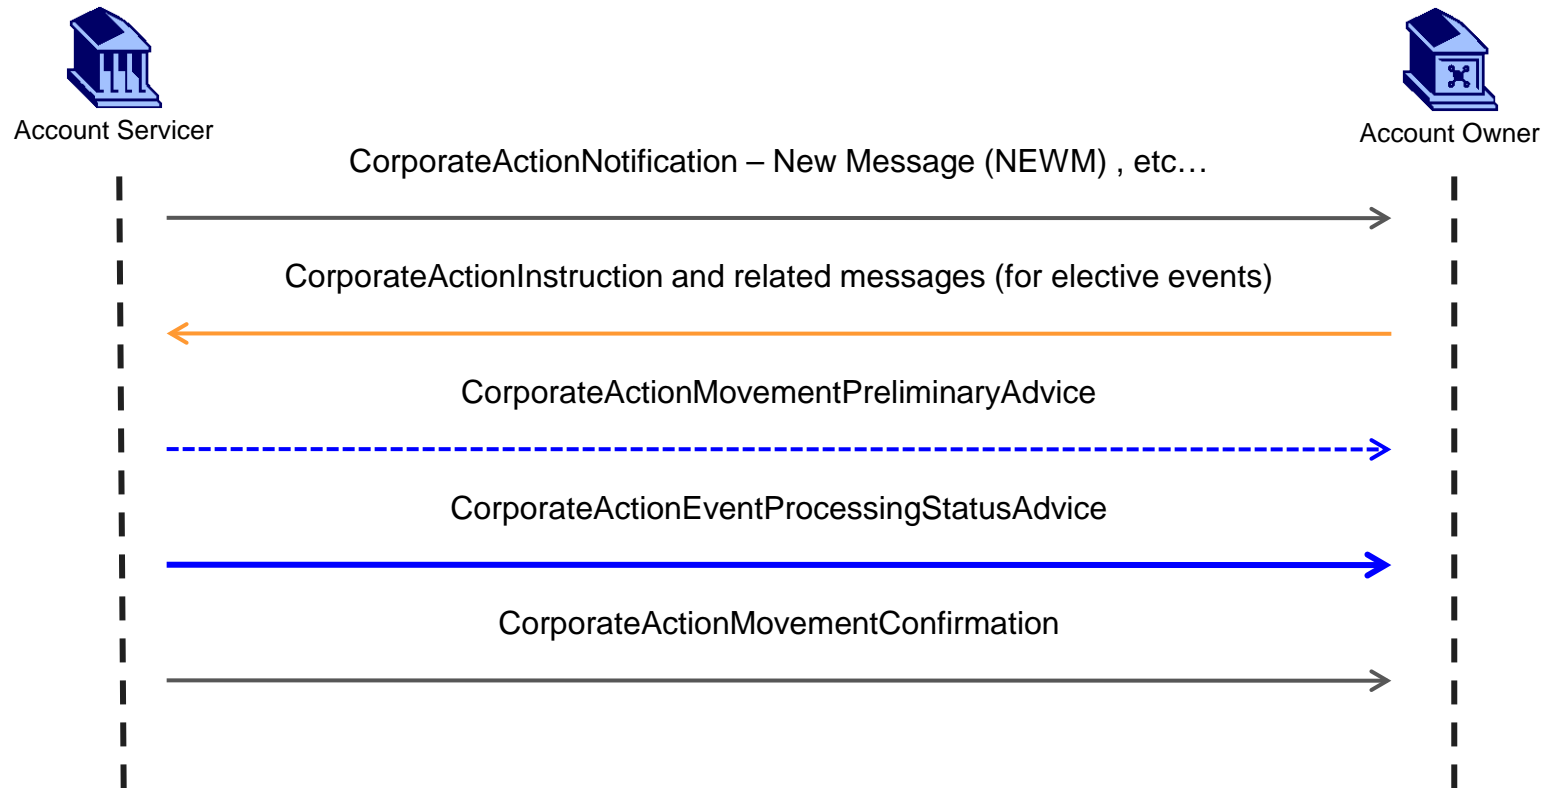 Account Servicer
Account Owner
CorporateActionNotification – New Message (NEWM) , etc…
CorporateActionInstruction and related messages (for elective events)
CorporateActionMovementPreliminaryAdvice
CorporateActionEventProcessingStatusAdvice
CorporateActionMovementConfirmation